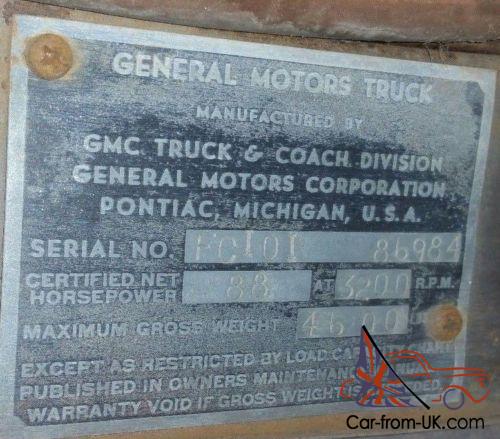 GENERAL MOTORS TRUCK
MANUFACTURED BY
GMC TRUCK & COACH DIVISION
GENERAL MOTORS CORPORATION
PONTIAC, MICHIGAN, U.S.A.
SERIAL NO. FC101 86984
CERTIFIED NET HORSEPOWER 88 AT 3200 R.P.M.
MAXIMUM GROSS WEIGHT 4600
EXCEPT AS RESTRICTED BY LOAD CAPACITY CHART
PUBLISHED IN OWNERS MAINTENANCE
WARRANTY VOID IF GROSS WEIGHT IS EXCEEDED
Car-from-UK.com